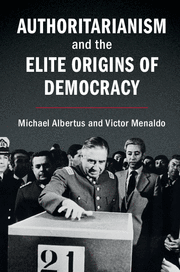 AUTHORITARIANISM
and the
ELITE ORIGINS OF
DEMOCRACY
Michael Albertus and Victor Menaldo
21